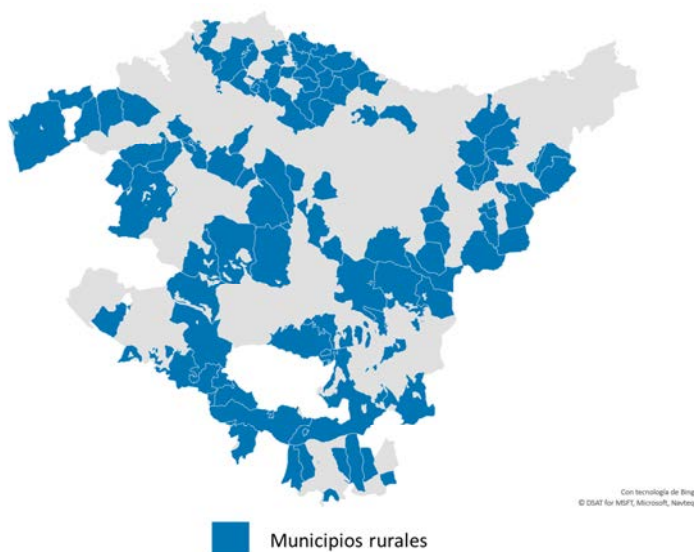 Con tecnología de Bing
© DSAT for MSFT, Microsoft, Navteq
Municipios rurales